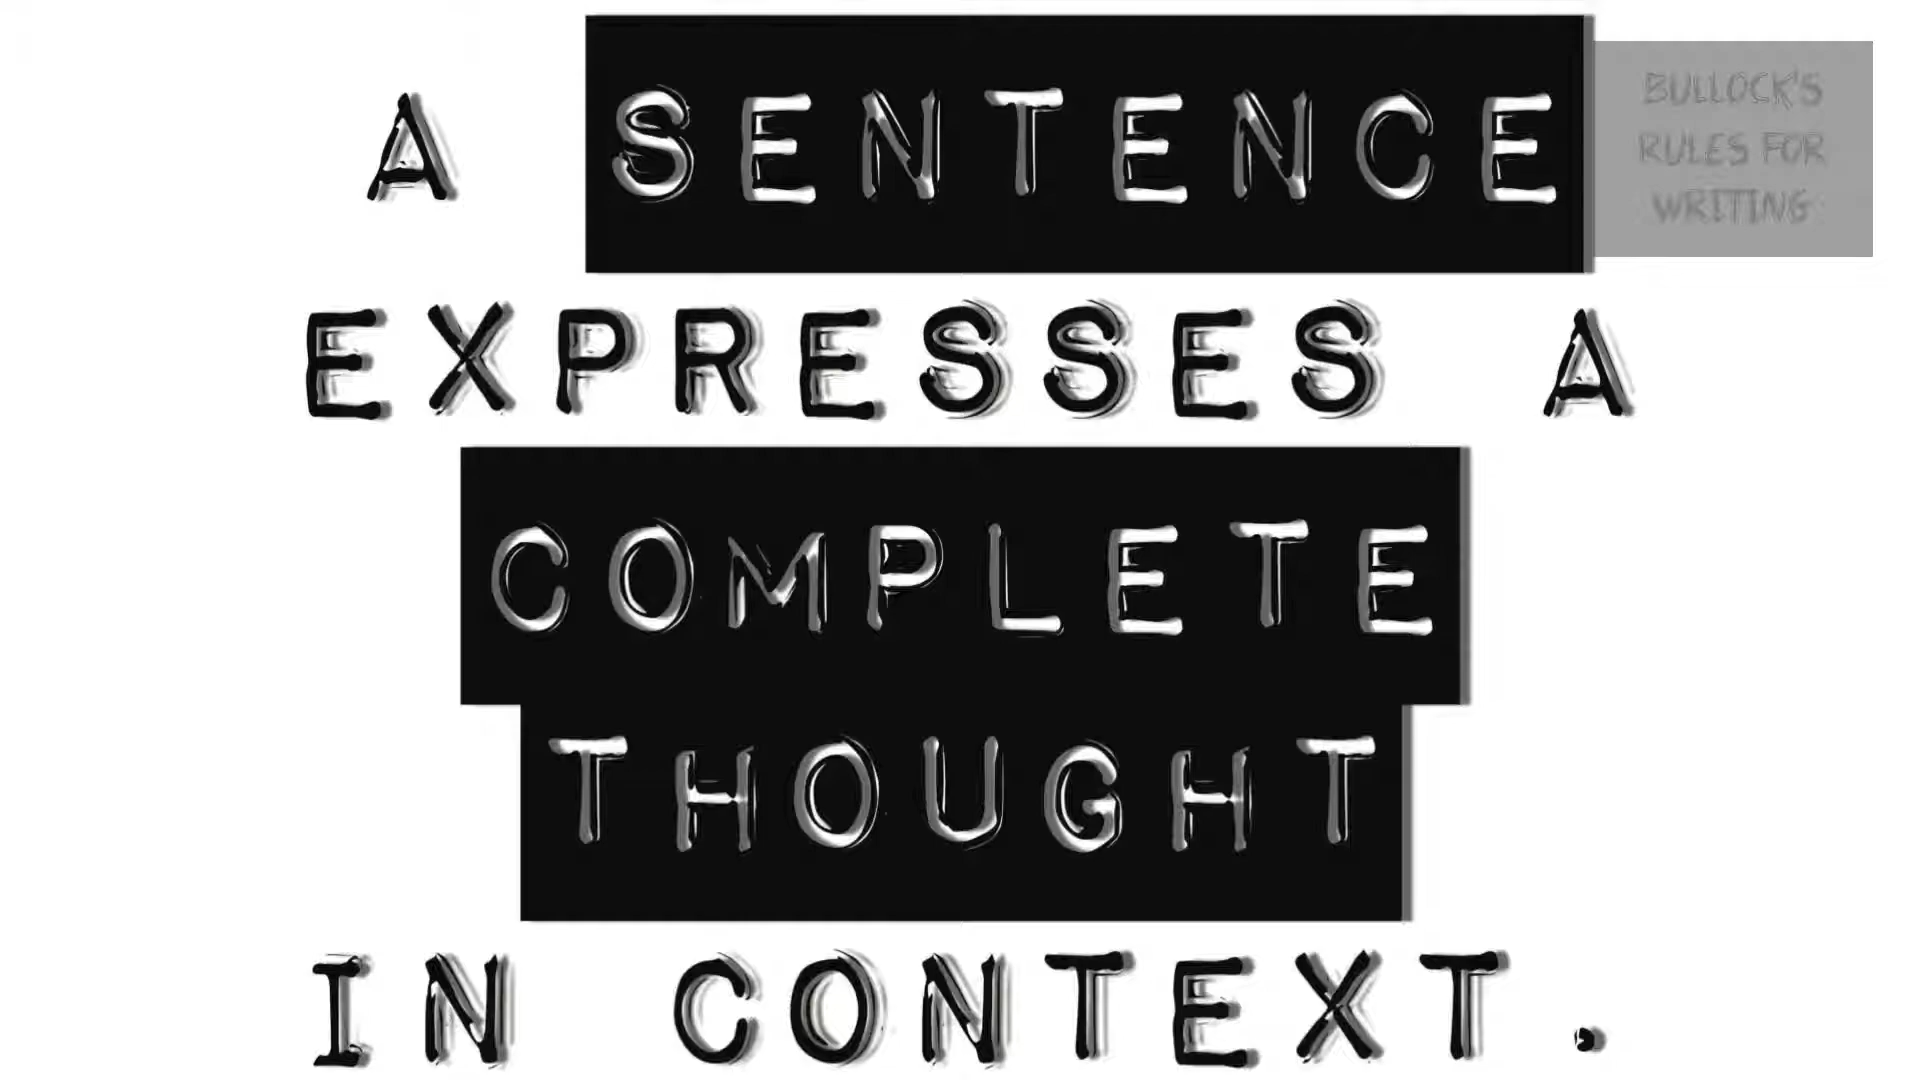 A SENTENCE
EXPRESSES A
COMPLETE
THOUGHT
IN CONTEXT.
BULLOCK'S
RULES FOR
WRITING